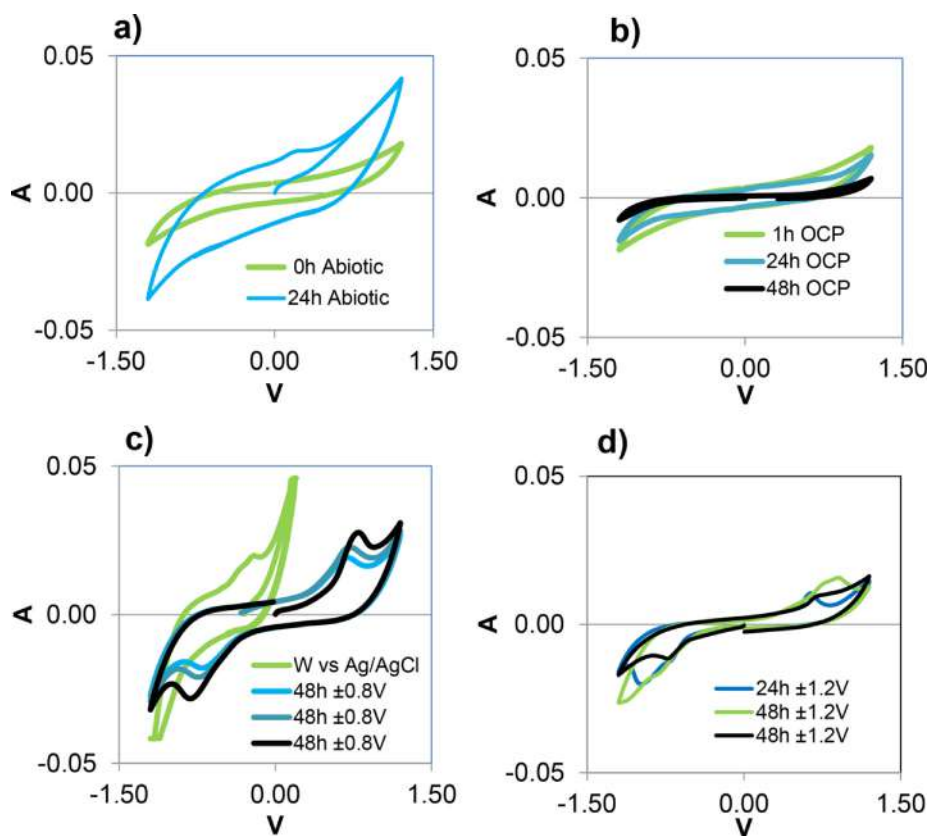 a)
0.05
0.00
-0.05
A
-1.50
0.00
1.50
V
0h Abiotic
24h Abiotic
b)
0.05
0.00
-0.05
A
-1.50
0.00
1.50
V
1h OCP
24h OCP
48h OCP
c)
0.05
0.00
-0.05
A
-1.50
0.00
1.50
V
W vs Ag/AgCl
48h ±0.8V
48h ±0.8V
48h ±0.8V
d)
0.05
0.00
-0.05
A
-1.50
0.00
1.50
V
24h ±1.2V
48h ±1.2V
48h ±1.2V